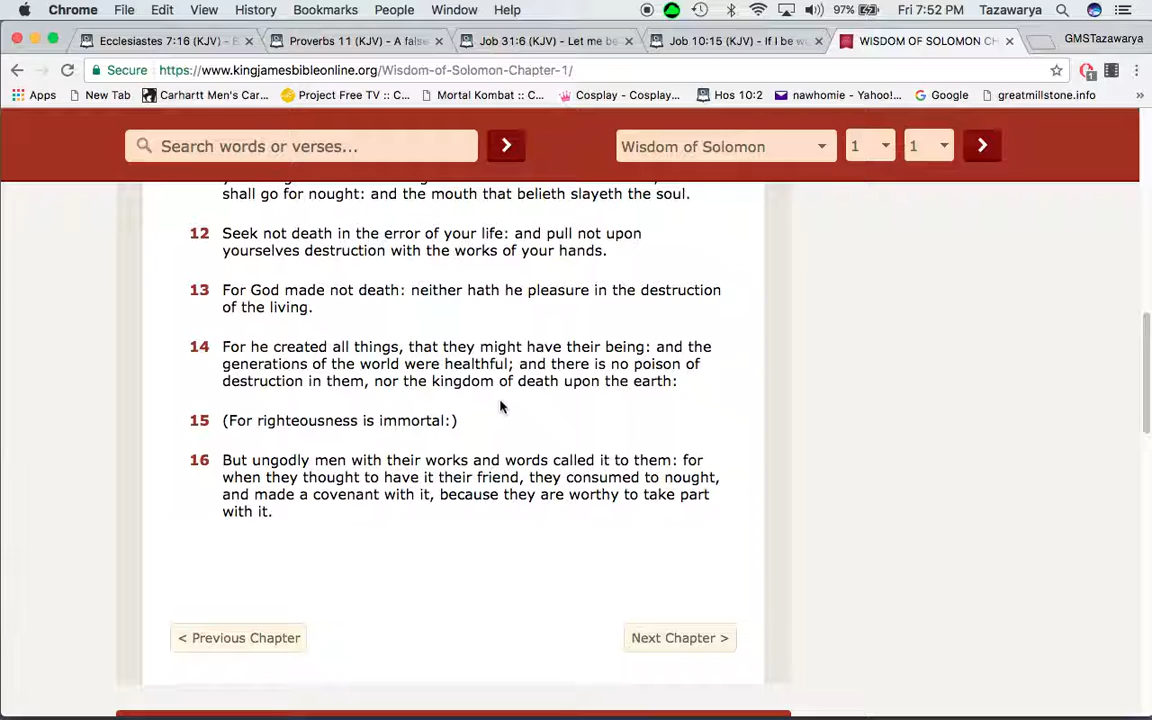 Chrome File Edit View History Bookmarks People Window Help 97% Fri 7:52 PM Tazawarya
Ecclesiastes 7:16 (KJV) - E Proverbs 11 (KJV) - A false Job 31:6 (KJV) - Let me be Job 10:15 (KJV) - If I be w WISDOM OF SOLOMON CH GMSTazawarya
Secure https://www.kingjamesbibleonline.org/Wisdom-of-Solomon-Chapter-1/
Apps New Tab Carhartt Men's Car... Project Free TV :: C... Mortal Kombat :: C... Cosplay - Cosplay... Hos 10:2 nawhomie - Yahoo!... Google greatmillstone.info »
Search words or verses... Wisdom of Solomon 1 1
shall go for nought: and the mouth that belieth slayeth the soul.
12 Seek not death in the error of your life: and pull not upon
yourselves destruction with the works of your hands.
13 For God made not death: neither hath he pleasure in the destruction
of the living.
14 For he created all things, that they might have their being: and the
generations of the world were healthful; and there is no poison of
destruction in them, nor the kingdom of death upon the earth:
15 (For righteousness is immortal:)
16 But ungodly men with their works and words called it to them: for
when they thought to have it their friend, they consumed to nought,
and made a covenant with it, because they are worthy to take part
with it.
< Previous Chapter Next Chapter >